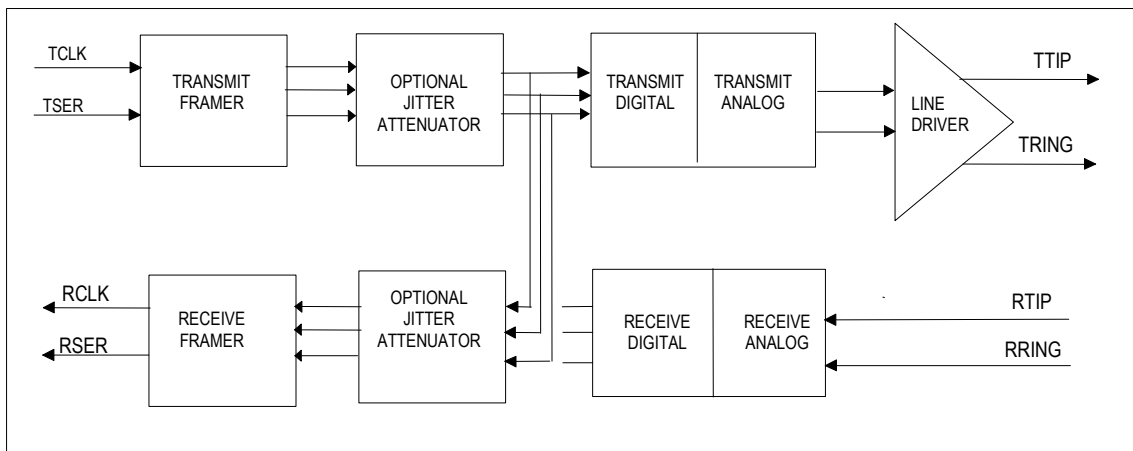 TCLK
TSER
TRANSMIT
FRAMER
OPTIONAL
JITTER
ATTENUATOR
TRANSMIT
DIGITAL
TRANSMIT
ANALOG
LINE
DRIVER
TTIP
TRING
RCLK
RSER
RECEIVE
FRAMER
OPTIONAL
JITTER
ATTENUATOR
RECEIVE
DIGITAL
RECEIVE
ANALOG
RTIP
RRING